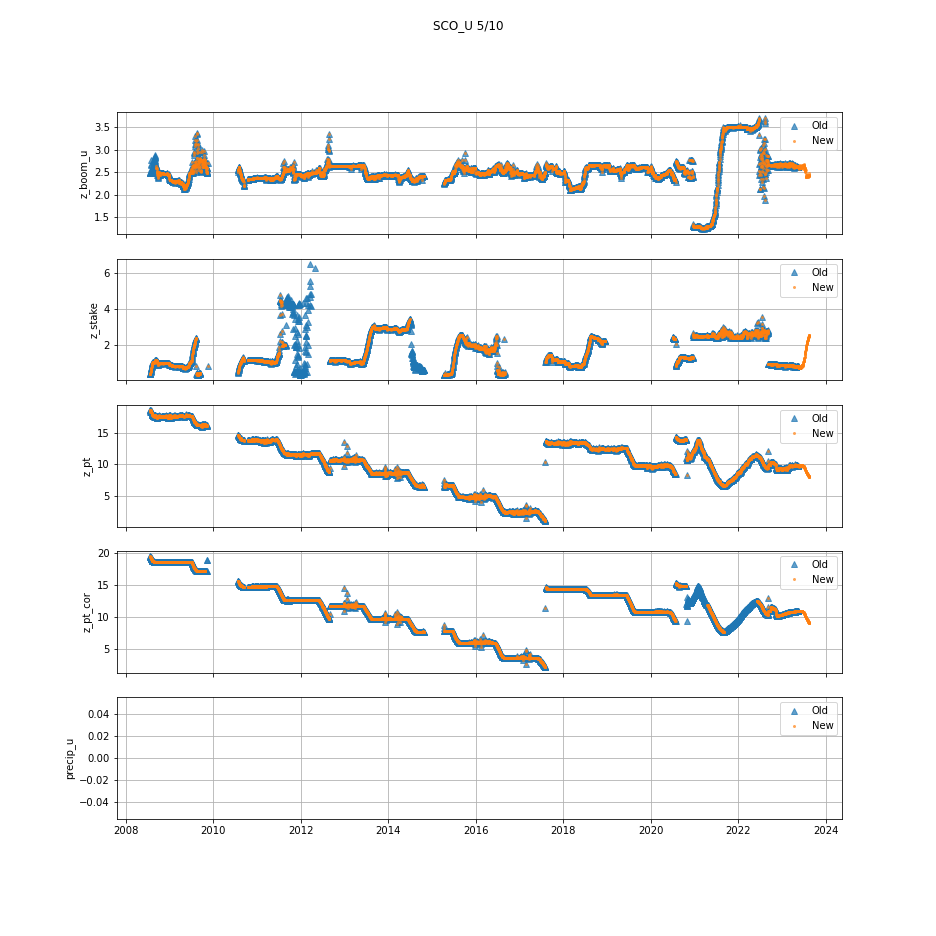 SCO_U 5/10
z_boom_u
3.5
3.0
2.5
2.0
1.5
Old
New
z_stake
6
4
2
Old
New
z_pt
15
10
5
Old
New
z_pt_cor
20
15
10
5
Old
New
precip_u
0.04
0.02
0.00
−0.02
−0.04
Old
New
2008 2010 2012 2014 2016 2018 2020 2022 2024